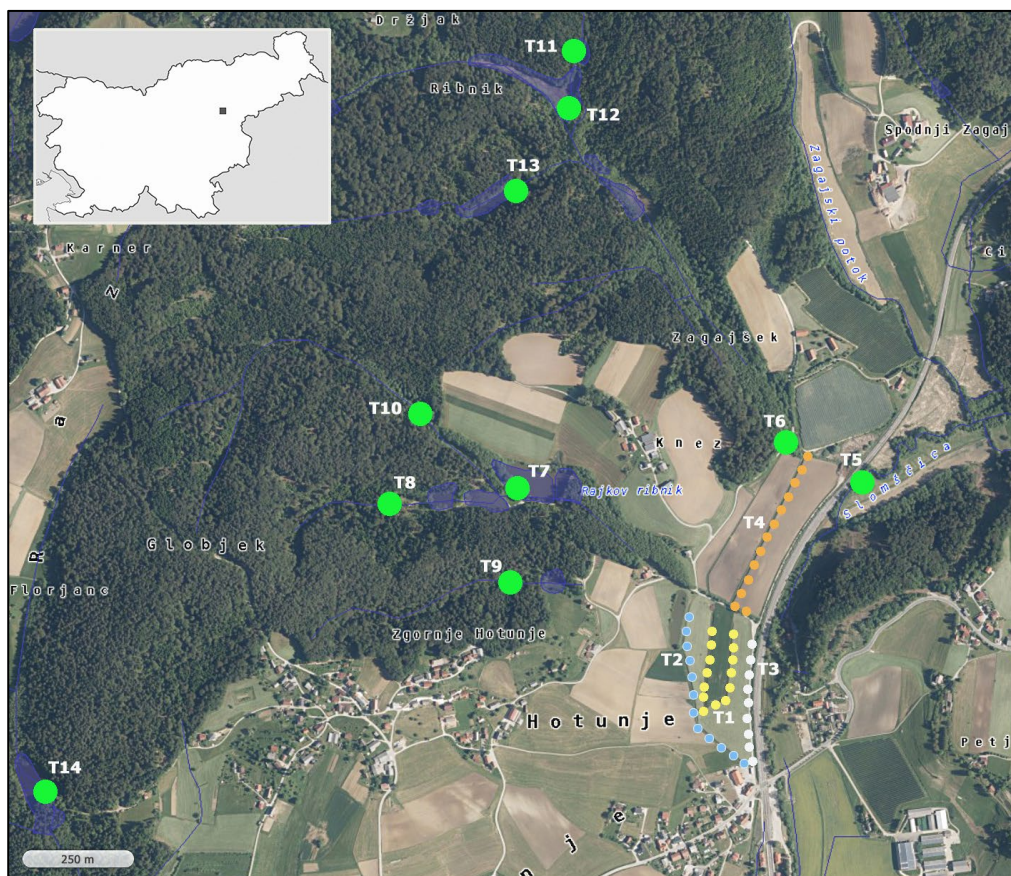 Držjak
T11
Ribnik
T12
Spodnji Zagaj
T13
Zagajski potok
Karner
Z
Ci
Zagajšek
T10
T6
Knez
T7
T5
T8
Rajkov ribnik
Slomščica
a
T4
Globjek
R
T9
Florjanc
Zgornje Hotunje
T2
T3
T1
Hotunje
Petj
T14
n j e
250 m